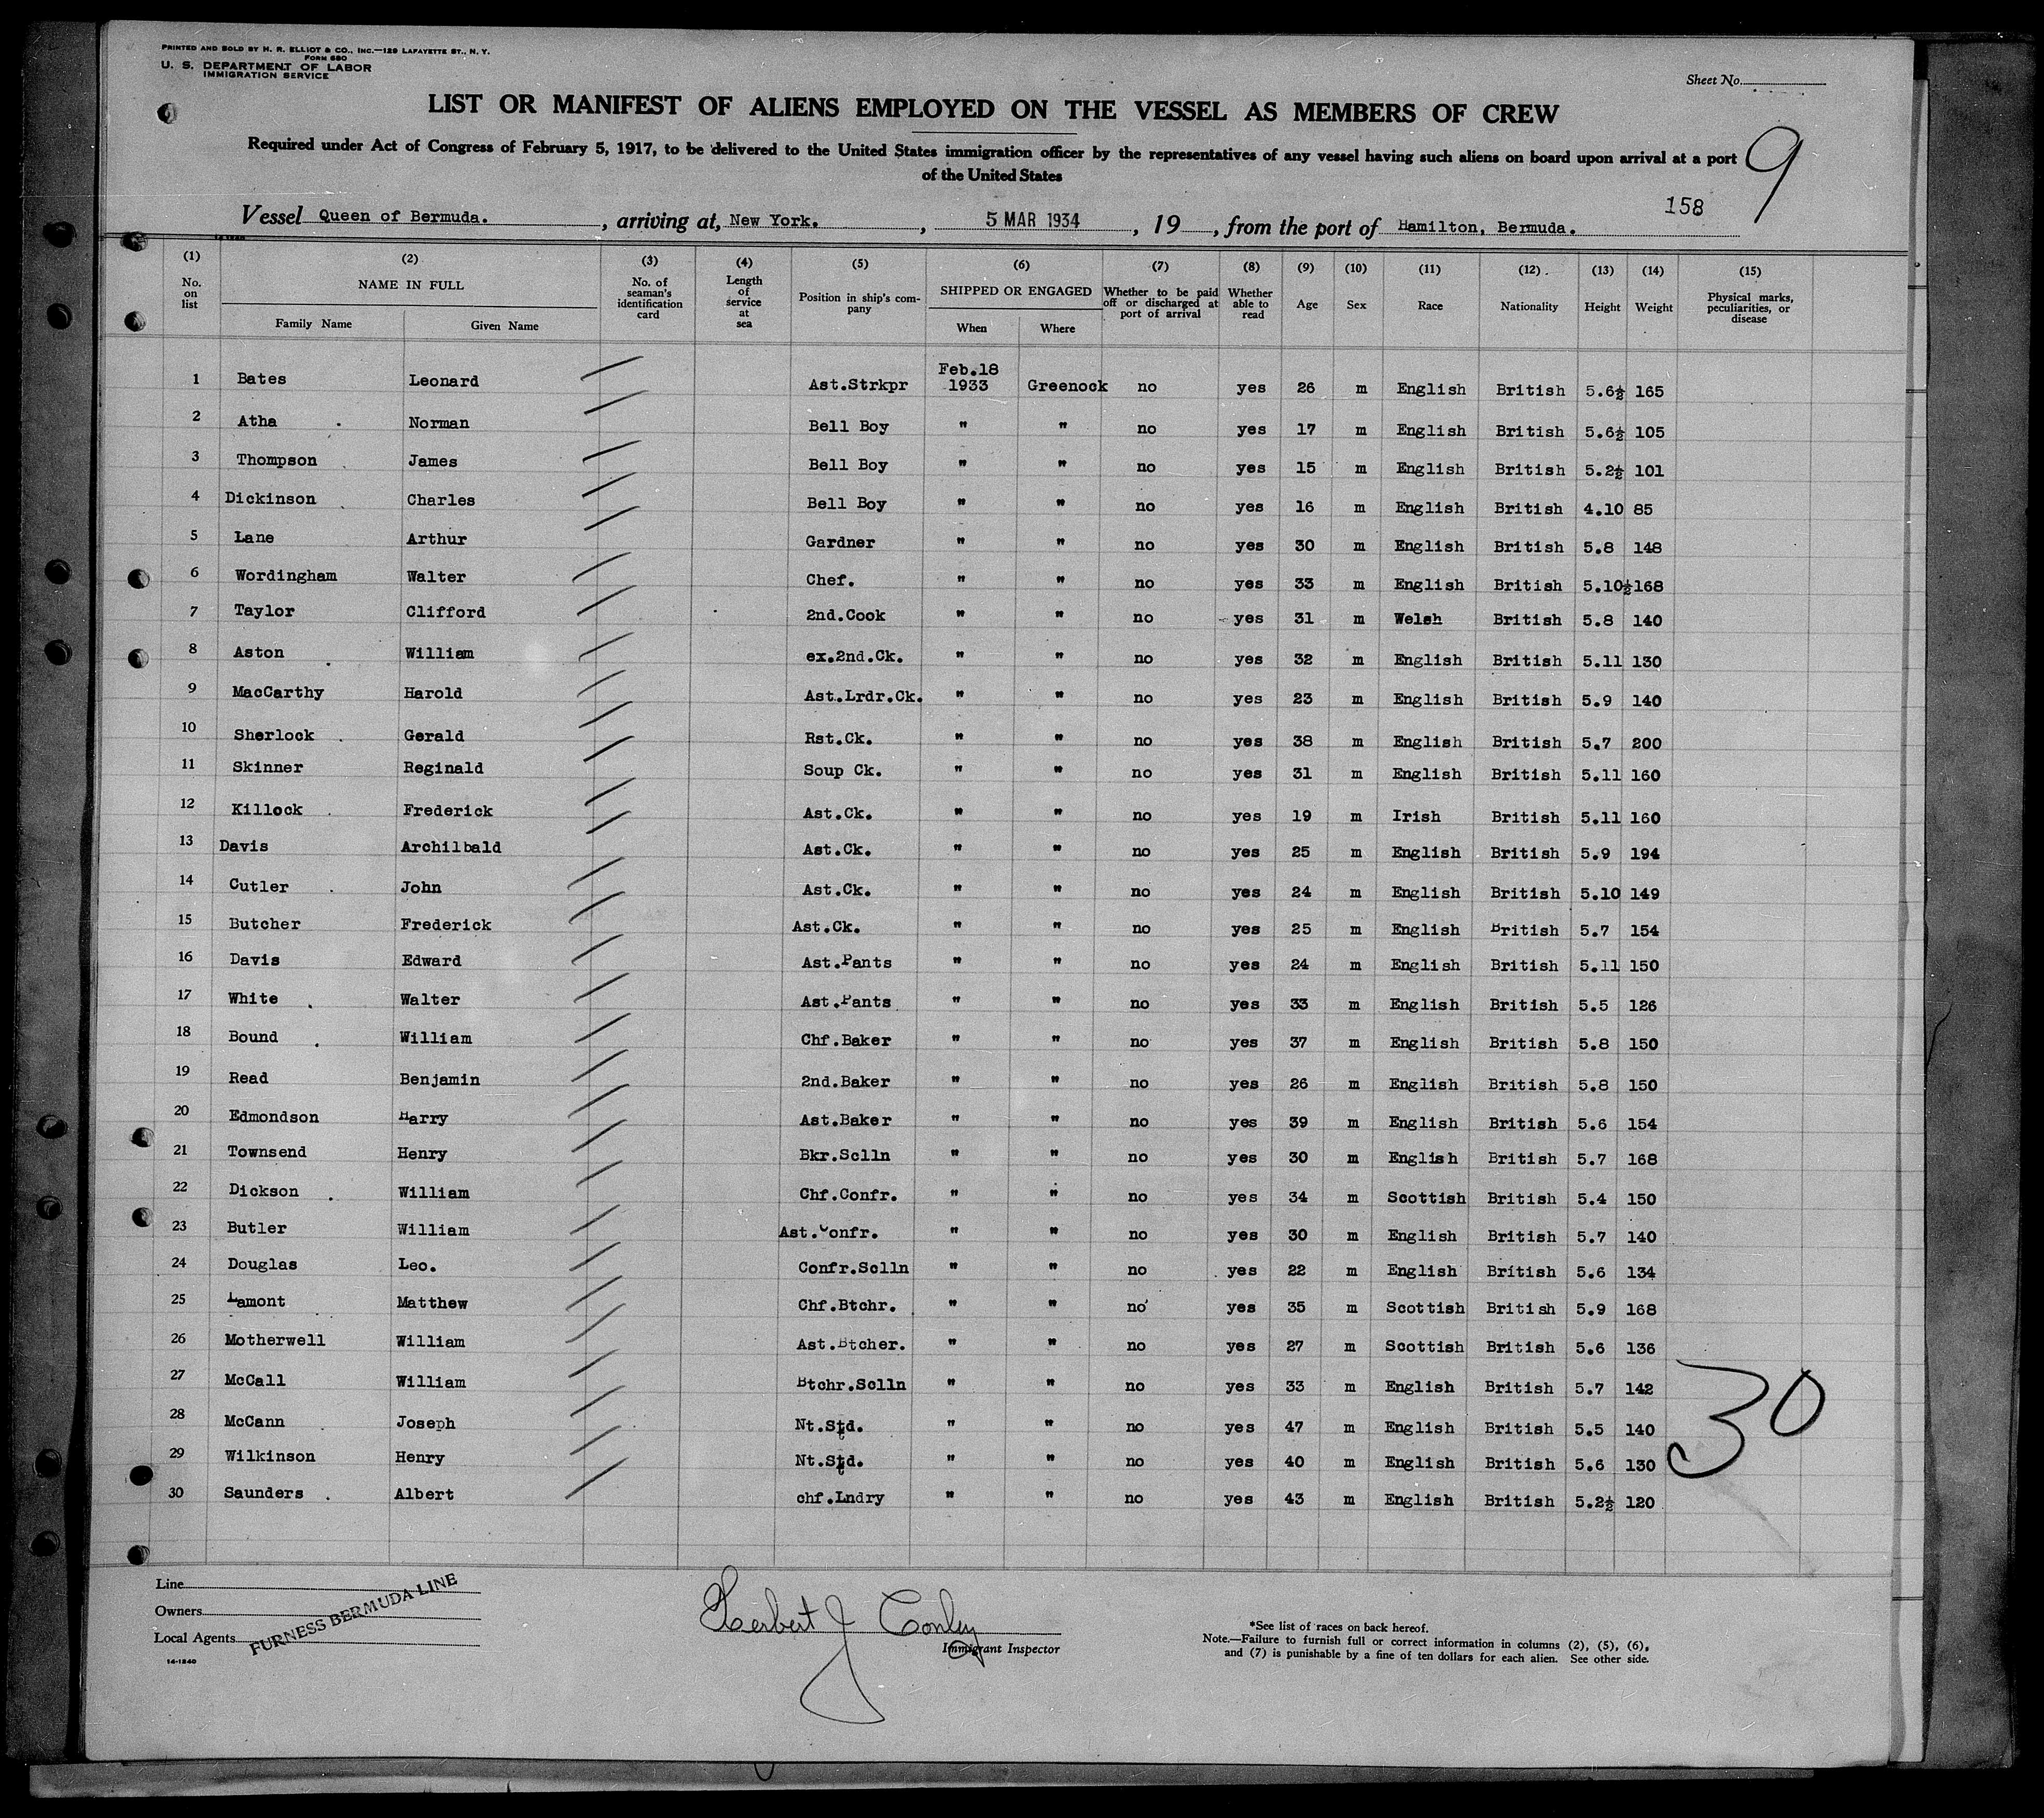 PRINTED AND SOLD BY H. R. ELLIOT & CO., INC.—129 LAFAYETTE ST., N. Y.
FORM 680
U. S. DEPARTMENT OF LABOR
IMMIGRATION SERVICE
Sheet No.
LIST OR MANIFEST OF ALIENS EMPLOYED ON THE VESSEL AS MEMBERS OF CREW
Required under Act of Congress of February 5, 1917, to be delivered to the United States immigration officer by the representatives of any vessel having such aliens on board upon arrival at a port
of the United States
9
158
Vessel Queen of Bermuda. , arriving at, New York. , 5 MAR 1934 , 19 , from the port of Hamilton, Bermuda.
(1) (2) (3) (4) (5) (6) (7) (8) (9) (10) (11) (12) . (13) (14) (15)
No. on list NAME IN FULL Family Name Given Name No. of seaman's identification card Length of service at sea Position in ship's company SHIPPED OR ENGAGED When Where Whether to be paid off or discharged at port of arrival Whether able to read Age Sex Race Nationality Height Weight Physical marks, peculiarities, or disease
Feb.18
1 Bates Leonard Ast.Strkpr 1933 Greenock no yes 26 m English British 5.6½ 165
2 Atha . Norman Bell Boy " " no yes 17 m English British 5.6½ 105
3 Thompson . James Bell Boy " " no yes 15 m English British 5.2½ 101
4 Dickinson . Charles Bell Boy " " no yes 16 m English British 4.10 85
5 Lane Arthur Gardner " " no yes 30 m English British 5.8 148
6 Wordingham Walter Chef. " " no yes 33 m English British 5.10½ 168
7 Taylor Clifford 2nd.Cook " " no yes 31 m Welsh British 5.8 140
8 Aston . William ex.2nd.Ck. " " no yes 32 m English British 5.11 130
9 MacCarthy Harold Ast.Lrdr.Ck. " " no yes 23 m English British 5.9 140
10 Sherlock . Gerald Rst.Ck. " " no yes 38 m English British 5.7 200
11 Skinner Reginald Soup Ck. " " no yes 31 m English British 5.11 160
12 Killock . Frederick Ast.Ck. " " no yes 19 m Irish British 5.11 160
13 Davis Archilbald Ast.Ck. " " no yes 25 m English British 5.9 194
14 Cutler . John Ast.Ck. " " no yes 24 m English British 5.10 149
15 Butcher Frederick Ast.Ck. " " no yes 25 m English British 5.7 154
16 Davis Edward Ast.Pants " " no yes 24 m English British 5.11 150
17 White . Walter Ast.Pants " " no yes 33 m English British 5.5 126
18 Bound . William Chf.Baker " " no yes 37 m English British 5.8 150
19 Read Benjamin 2nd.Baker " " no yes 26 m English British 5.8 150
20 Edmondson Harry Ast.Baker " " no yes 39 m English British 5.6 154
21 Townsend Henry Bkr.Sclln " " no yes 30 m English British 5.7 168
22 Dickson . William Chf.Confr. " " no yes 34 m Scottish British 5.4 150
23 Butler William Ast.Confr. " " no yes 30 m English British 5.7 140
24 Douglas Leo. Confr.Sclln " " no yes 22 m English British 5.6 134
25 Lamont Matthew Chf.Btchr. " " no yes 35 m Scottish British 5.9 168
26 Motherwell William Ast.Btcher. " " no yes 27 m Scottish British 5.6 136
27 McCall William Btchr.Sclln " " no yes 33 m English British 5.7 142
28 McCann . Joseph Nt.Std. " " no yes 47 m English British 5.5 140
29 Wilkinson Henry Nt.Std. " " no yes 40 m English British 5.6 130
30 Saunders . Albert chf.Lndry " " no yes 43 m English British 5.2½ 120
30
Line
Owners
Local Agents
FURNESS BERMUDA LINE
14-1240
Herbert J Conley
Immigrant Inspector
*See list of races on back hereof.
Note.—Failure to furnish full or correct information in columns (2), (5), (6),
and (7) is punishable by a fine of ten dollars for each alien. See other side.